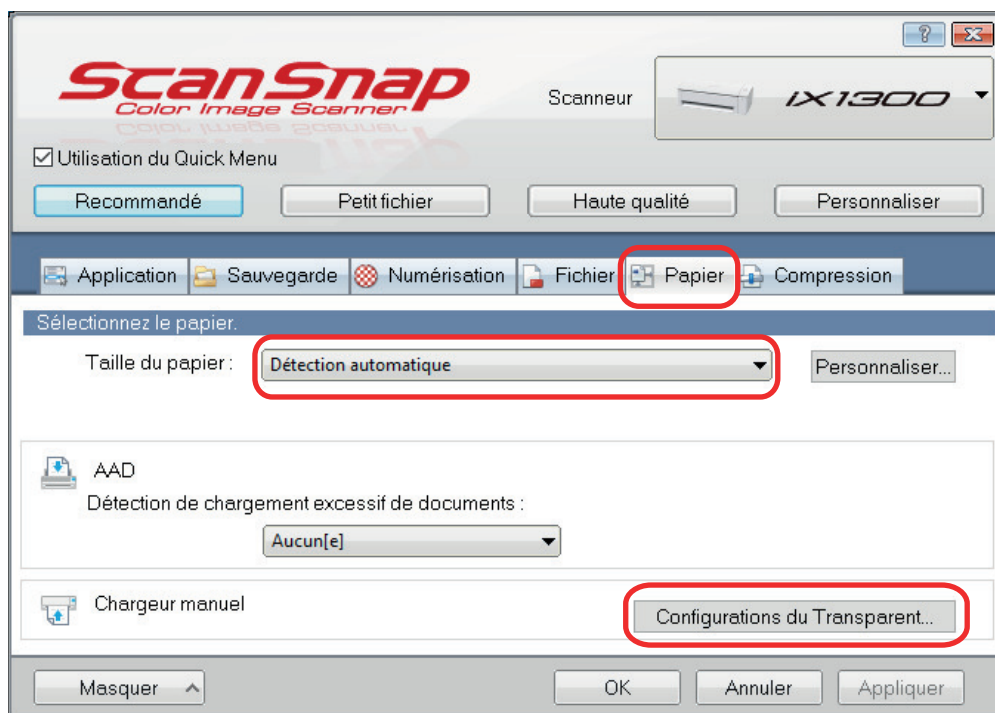 ScanSnap
Color Image Scanner
Scanneur
iX1300
Utilisation du Quick Menu
Recommandé
Petit fichier
Haute qualité
Personnaliser
Application
Sauvegarde
Numérisation
Fichier
Papier
Compression
Sélectionnez le papier.
Taille du papier :
Détection automatique
Personnaliser...
AAD
Détection de chargement excessif de documents :
Aucun[e]
Chargeur manuel
Configurations du Transparent...
Masquer
OK
Annuler
Appliquer